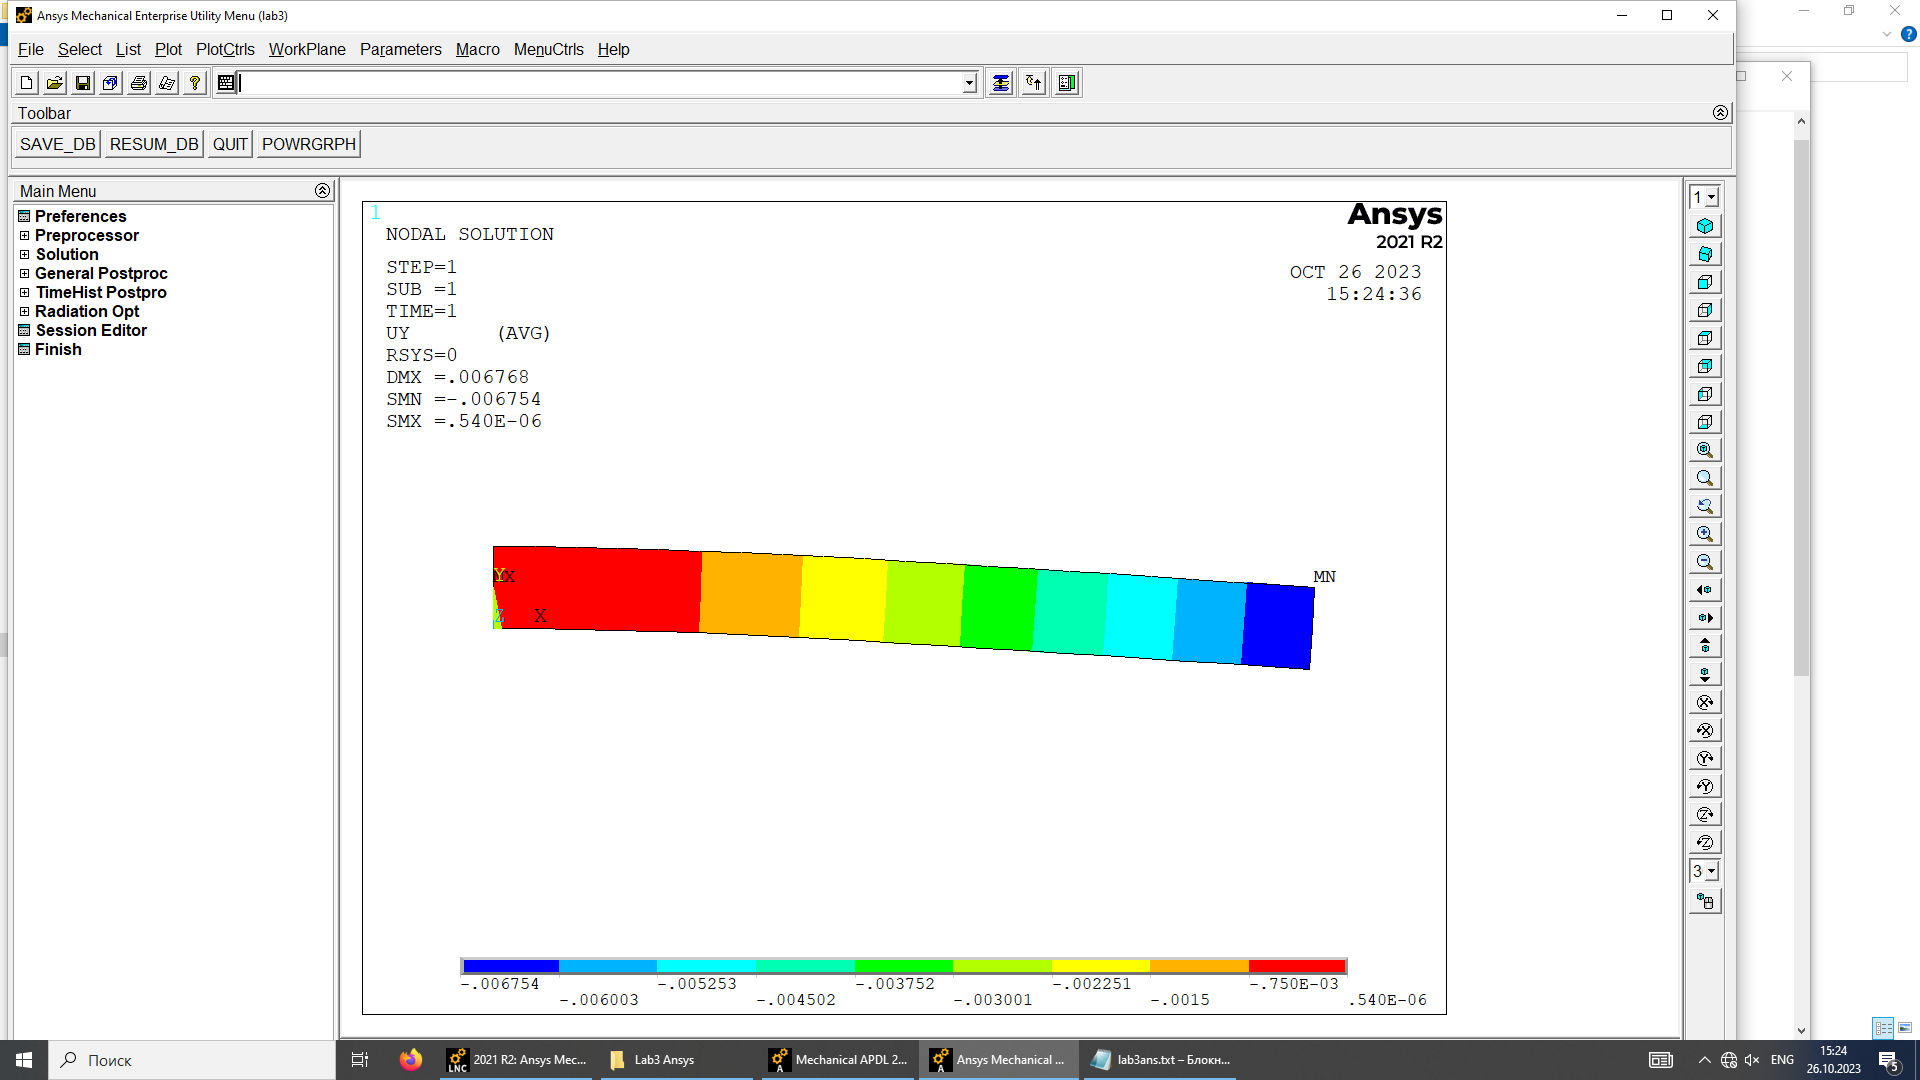 Ansys Mechanical Enterprise Utility Menu (lab3)
File Select List Plot PlotCtrls WorkPlane Parameters Macro MenuCtrls Help
Toolbar
SAVE_DB RESUM_DB QUIT POWRGRPH
Main Menu
Preferences
Preprocessor
Solution
General Postproc
TimeHist Postpro
Radiation Opt
Session Editor
Finish
1
NODAL SOLUTION
STEP=1
SUB =1
TIME=1
UY (AVG)
RSYS=0
DMX =.006768
SMN =-.006754
SMX =.540E-06
Ansys
2021 R2
OCT 26 2023
15:24:36
Y
X
Z
X
MN
-.006754
-.006003
-.005253
-.004502
-.003752
-.003001
-.002251
-.0015
-.750E-03
.540E-06
1
3
Поиск
2021 R2: Ansys Mec...
Lab3 Ansys
Mechanical APDL 2...
Ansys Mechanical ...
lab3ans.txt – Блокн...
ENG
15:24
26.10.2023
5